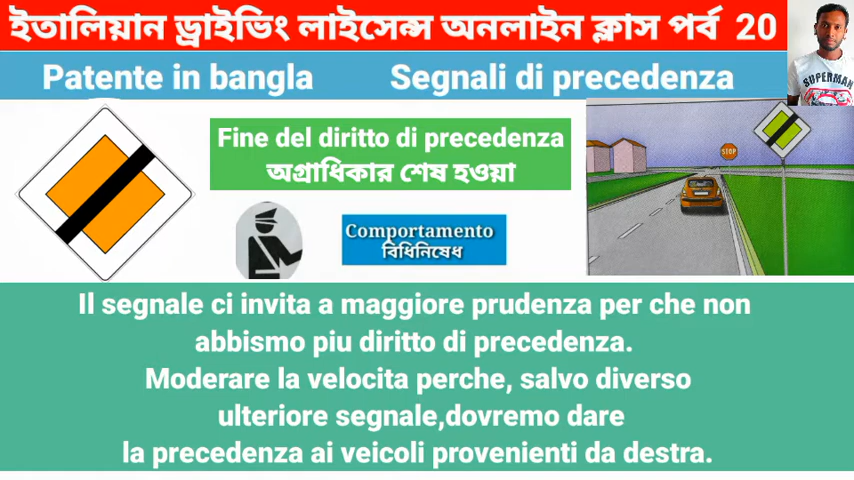 ইতালিয়ান ড্রাইভিং লাইসেন্স অনলাইন ক্লাস পর্ব 20
Patente in bangla
Segnali di precedenza
SUPERMAN
Fine del diritto di precedenza
অগ্রাধিকার শেষ হওয়া
STOP
Comportamento
বিধিনিষেধ
Il segnale ci invita a maggiore prudenza per che non
abbismo piu diritto di precedenza.
Moderare la velocita perche, salvo diverso
ulteriore segnale,dovremo dare
la precedenza ai veicoli provenienti da destra.